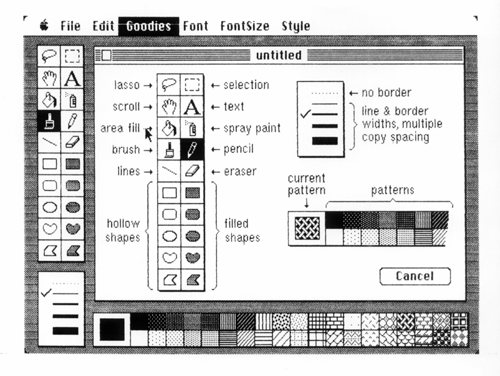 File Edit Goodies Font FontSize Style
untitled
lasso → ← selection
scroll → A ← text
area fill ← spray paint
brush → ← pencil
lines → ← eraser
hollow shapes
filled shapes
← no border
line & border
widths, multiple
copy spacing
current
pattern
patterns
Cancel
A